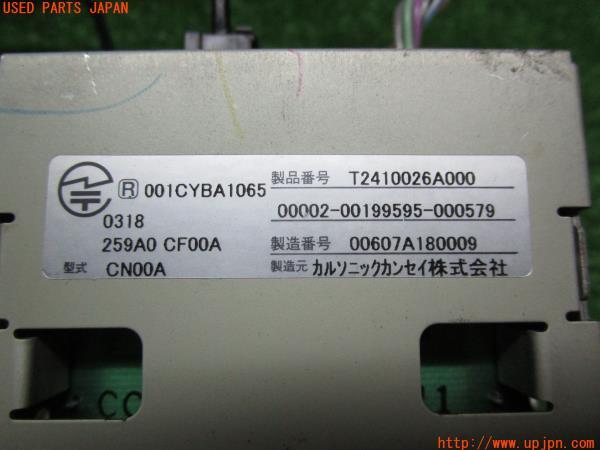 USED PARTS JAPAN
R 001CYBA1065
0318
259A0 CF00A
型式 CN00A
製品番号 T2410026A000
00002-00199595-000579
製造番号 00607A180009
製造元 カルソニックカンセイ株式会社
CC
1
http://www.upjpn.com/